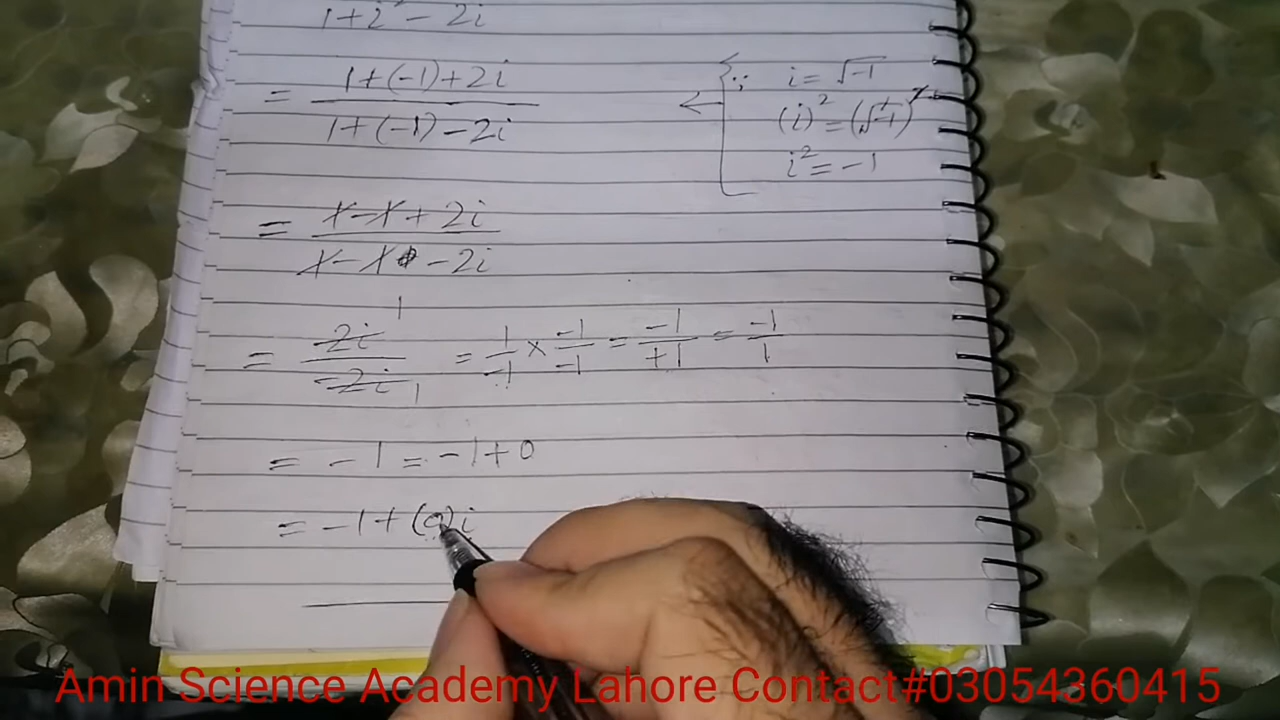 1+i²-2i
= (1+(-1)+2i)/(1+(-1)-2i)
∵ i = √-1
(i)² = (√-1)²
i² = -1
= (1-1+2i)/(1-1-2i)
= 2i/-2i = 1/-1 × -1/-1 = -1/+1 = -1/1
= -1 = -1+0
= -1+(0)i
Amin Science Academy Lahore Contact#03054360415